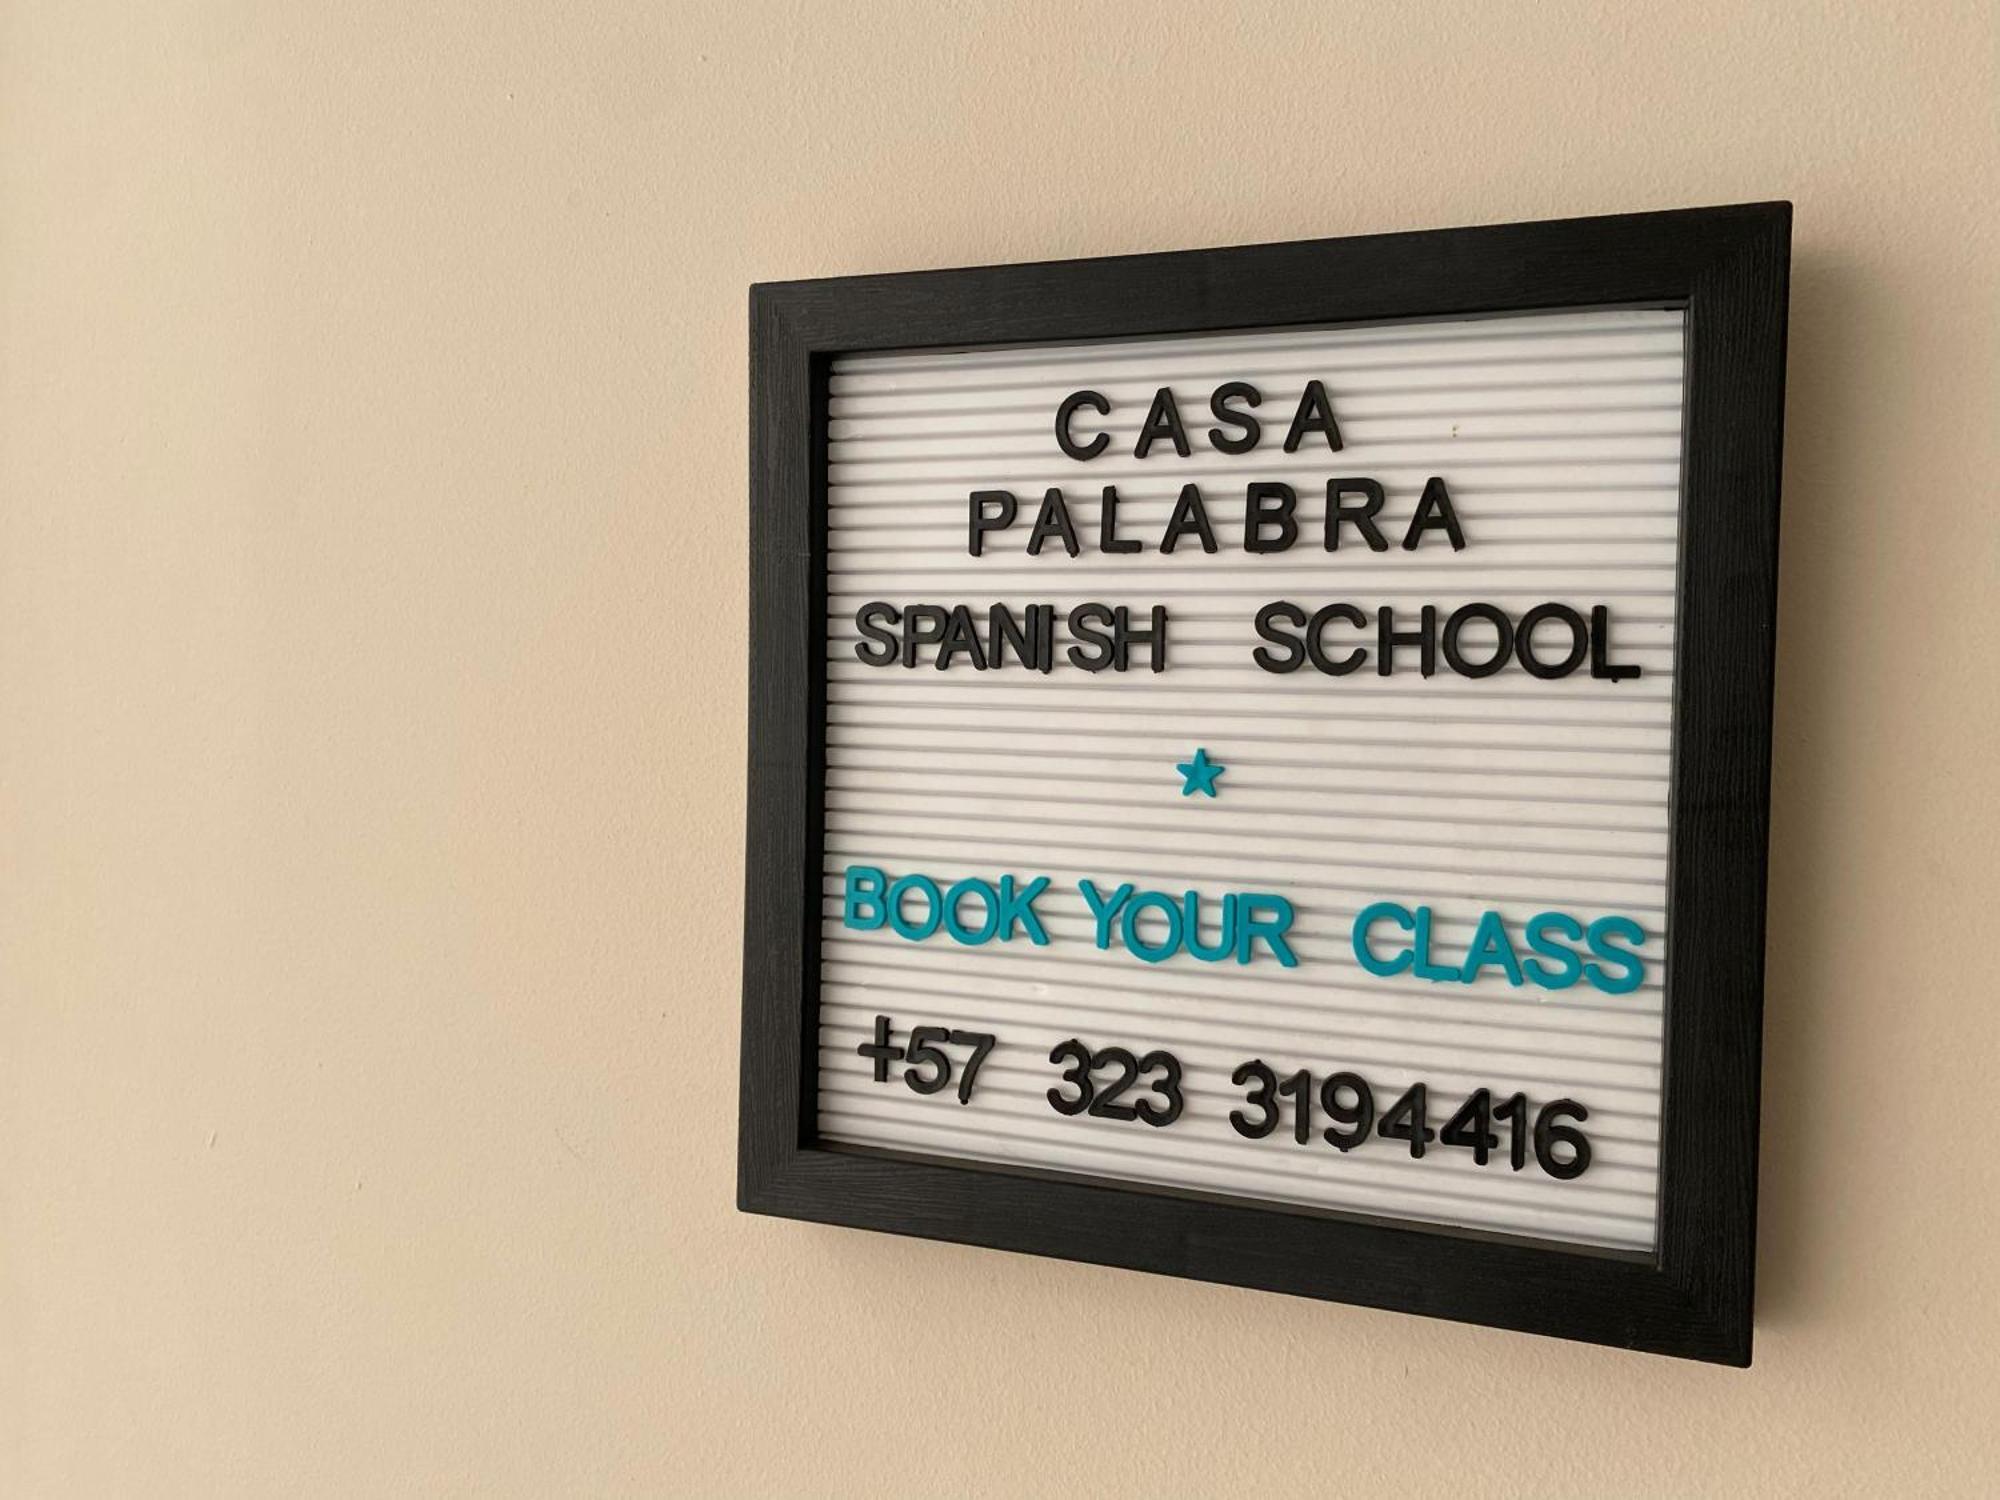 CASA
PALABRA
SPANISH SCHOOL
BOOK YOUR CLASS
+57 323 3194416